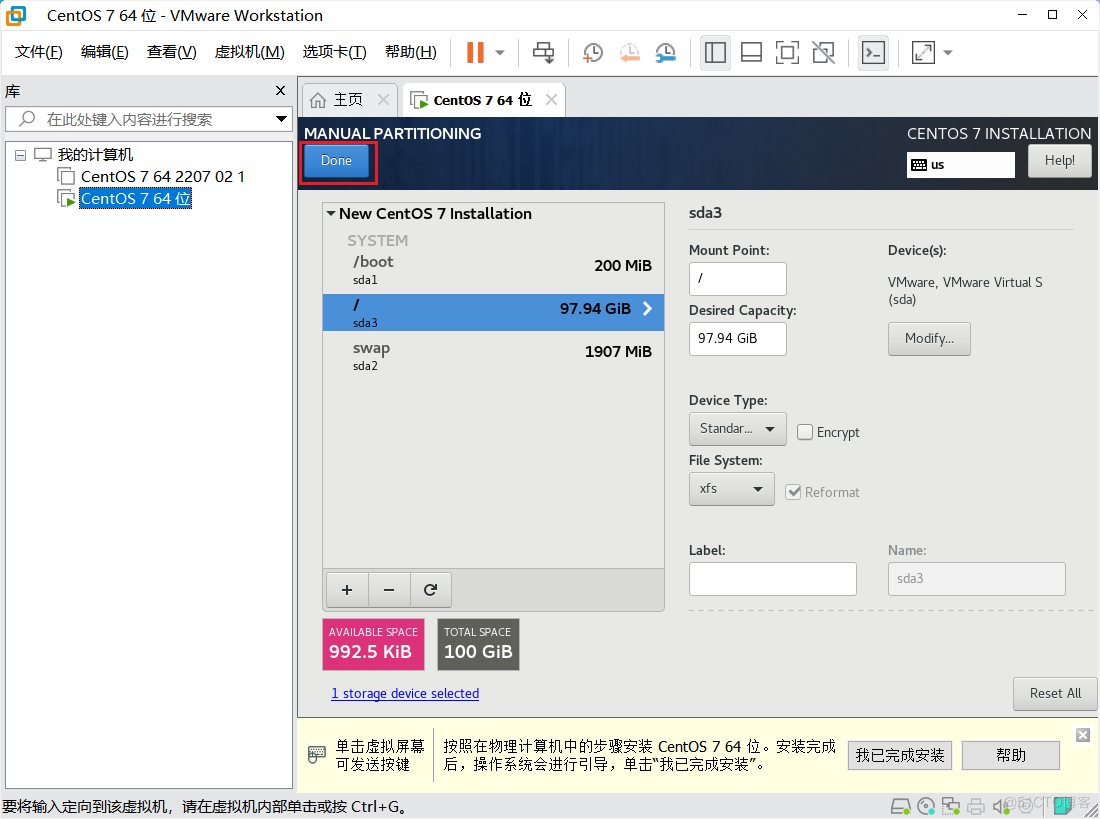 CentOS 7 64 位 - VMware Workstation
文件(F) 编辑(E) 查看(V) 虚拟机(M) 选项卡(T) 帮助(H)
库
在此处键入内容进行搜索
我的计算机
CentOS 7 64 2207 02 1
CentOS 7 64 位
主页
CentOS 7 64 位
MANUAL PARTITIONING
CENTOS 7 INSTALLATION
Done
us
Help!
New CentOS 7 Installation
SYSTEM
/boot
200 MiB
sda1
/
97.94 GiB
sda3
swap
1907 MiB
sda2
+ −
AVAILABLE SPACE
992.5 KiB
TOTAL SPACE
100 GiB
1 storage device selected
sda3
Mount Point:
/
Device(s):
VMware, VMware Virtual S
(sda)
Desired Capacity:
97.94 GiB
Modify...
Device Type:
Standar...
Encrypt
File System:
xfs
Reformat
Label:
Name:
sda3
Reset All
单击虚拟屏幕
可发送按键
按照在物理计算机中的步骤安装 CentOS 7 64 位。安装完成
后，操作系统会进行引导，单击“我已完成安装”。
我已完成安装
帮助
要将输入定向到该虚拟机，请在虚拟机内部单击或按 Ctrl+G。
@51CTO博客